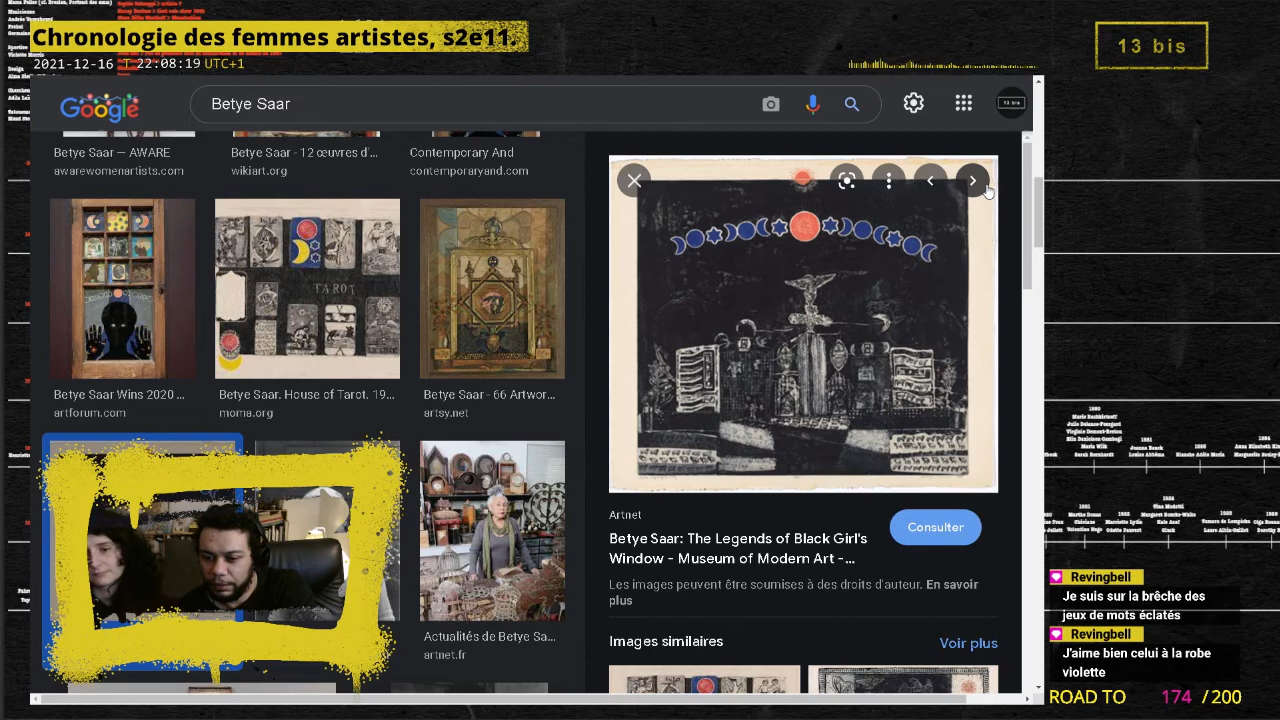 Chronologie des femmes artistes, s2e11.
2021-12-16 T 22:08:19 UTC+1
13 bis
Google
Betye Saar
13 bis
Betye Saar — AWARE
awarewomenartists.com
Betye Saar - 12 œuvres d'...
wikiart.org
Contemporary And
contemporaryand.com
TAROT
Betye Saar Wins 2020 ...
artforum.com
Betye Saar. House of Tarot. 19...
moma.org
Betye Saar - 66 Artwor...
artsy.net
Actualités de Betye Sa...
artnet.fr
Artnet
Consulter
Betye Saar: The Legends of Black Girl's
Window - Museum of Modern Art -...
Les images peuvent être soumises à des droits d'auteur. En savoir
plus
Images similaires
Voir plus
Revingbell
Je suis sur la brêche des
jeux de mots éclatés
Revingbell
J'aime bien celui à la robe
violette
ROAD TO 174 / 200